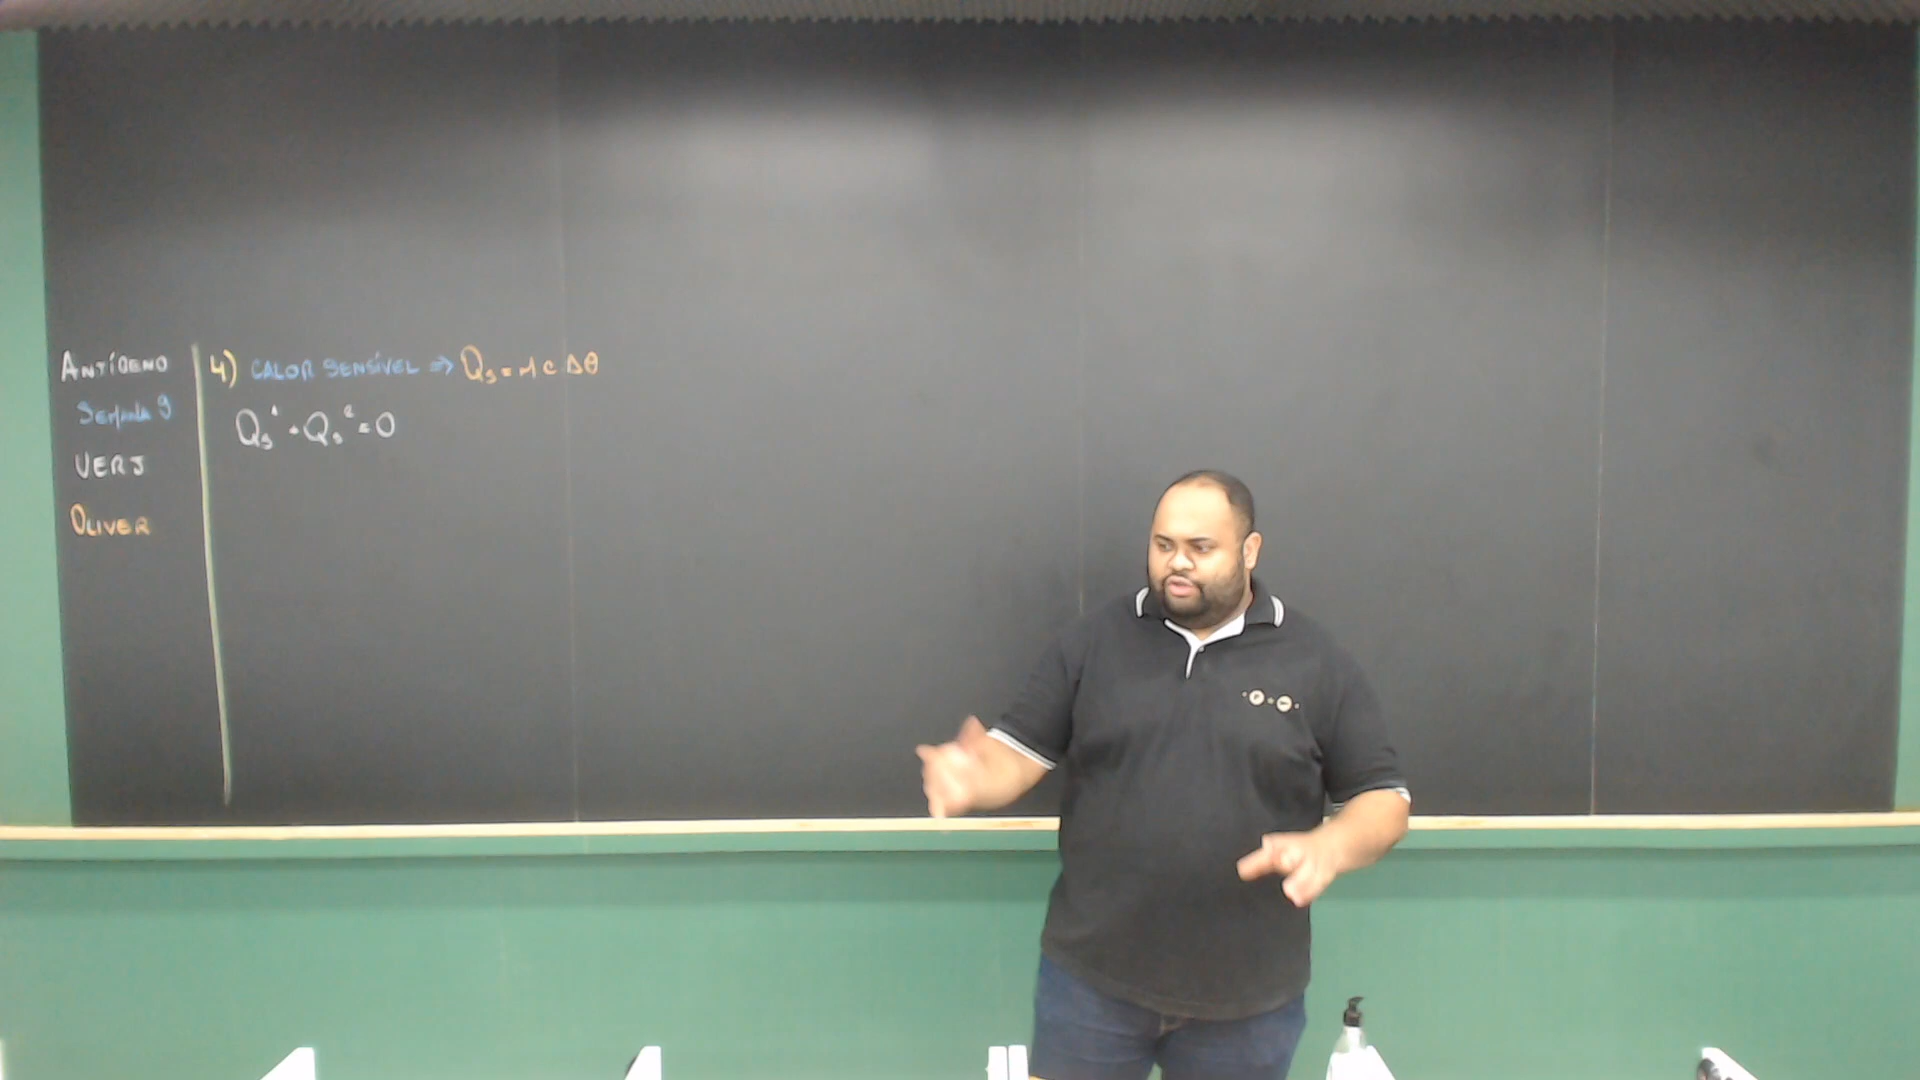 ANTÍGENO
Semana 9
UERJ
OLIVER
4) CALOR SENSÍVEL ⇒ Qs = m c Δθ
Qs¹ + Qs² = 0